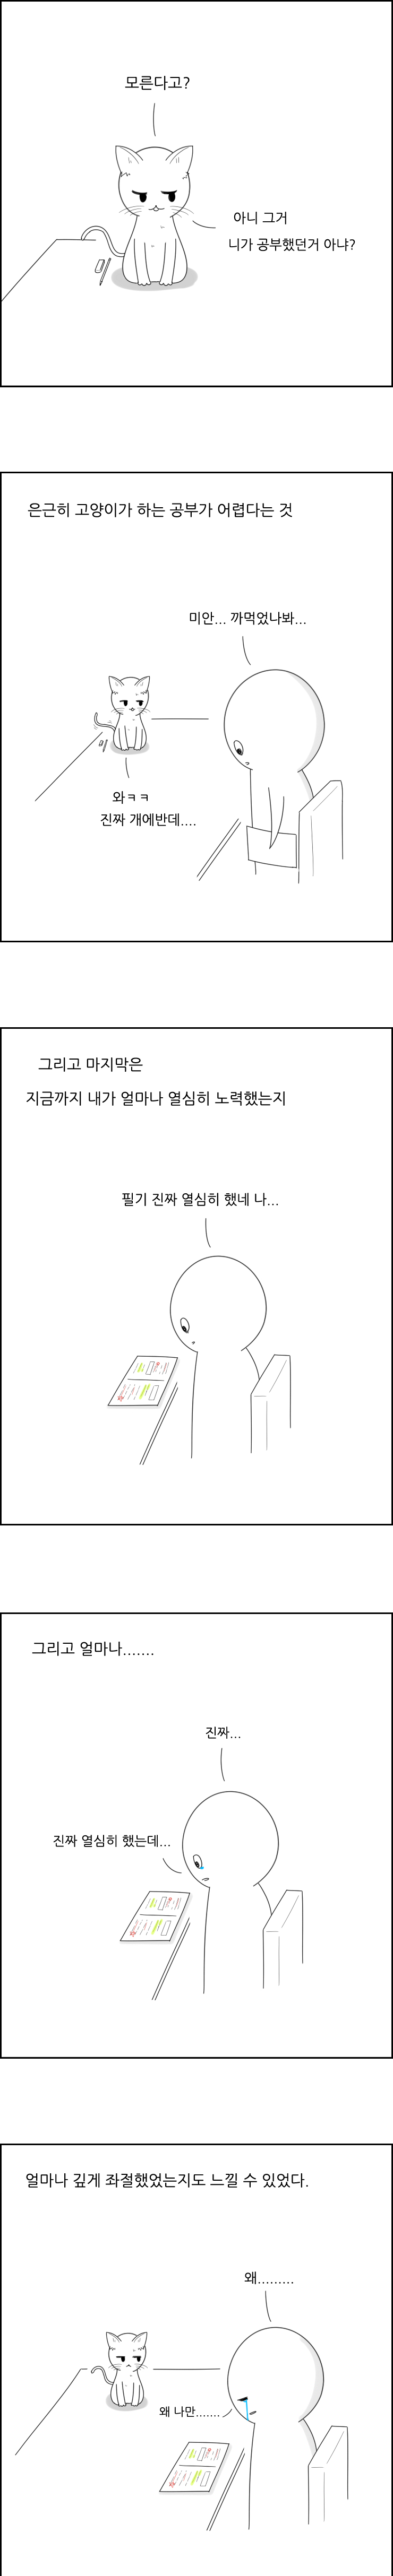 모른다고?
아니 그거
니가 공부했던거 아냐?
은근히 고양이가 하는 공부가 어렵다는 것
미안... 까먹었나봐...
와ㅋㅋ
진짜 개에반데....
그리고 마지막은
지금까지 내가 얼마나 열심히 노력했는지
필기 진짜 열심히 했네 나...
그리고 얼마나.......
진짜...
진짜 열심히 했는데...
얼마나 깊게 좌절했었는지도 느낄 수 있었다.
왜.........
왜 나만.......